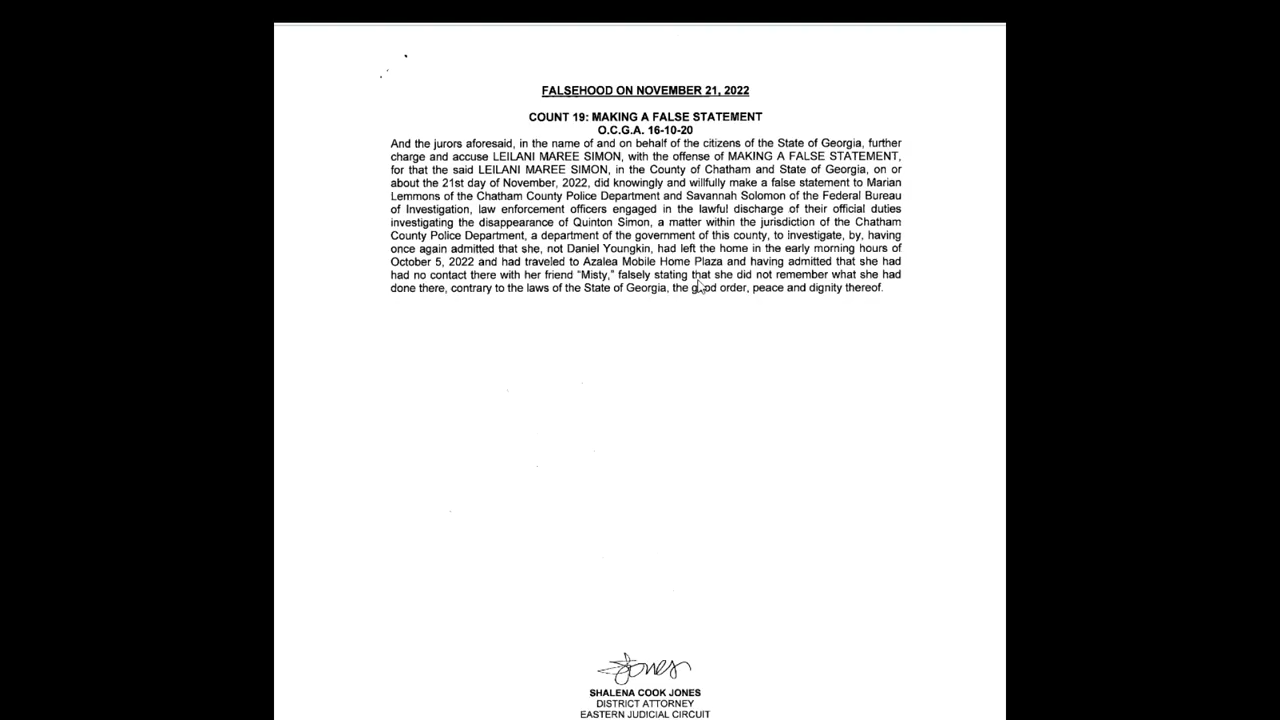 FALSEHOOD ON NOVEMBER 21, 2022
COUNT 19: MAKING A FALSE STATEMENT
O.C.G.A. 16-10-20
And the jurors aforesaid, in the name of and on behalf of the citizens of the State of Georgia, further
charge and accuse LEILANI MAREE SIMON, with the offense of MAKING A FALSE STATEMENT,
for that the said LEILANI MAREE SIMON, in the County of Chatham and State of Georgia, on or
about the 21st day of November, 2022, did knowingly and willfully make a false statement to Marian
Lemmons of the Chatham County Police Department and Savannah Solomon of the Federal Bureau
of Investigation, law enforcement officers engaged in the lawful discharge of their official duties
investigating the disappearance of Quinton Simon, a matter within the jurisdiction of the Chatham
County Police Department, a department of the government of this county, to investigate, by, having
once again admitted that she, not Daniel Youngkin, had left the home in the early morning hours of
October 5, 2022 and had traveled to Azalea Mobile Home Plaza and having admitted that she had
had no contact there with her friend "Misty," falsely stating that she did not remember what she had
done there, contrary to the laws of the State of Georgia, the good order, peace and dignity thereof.
Jones
SHALENA COOK JONES
DISTRICT ATTORNEY
EASTERN JUDICIAL CIRCUIT